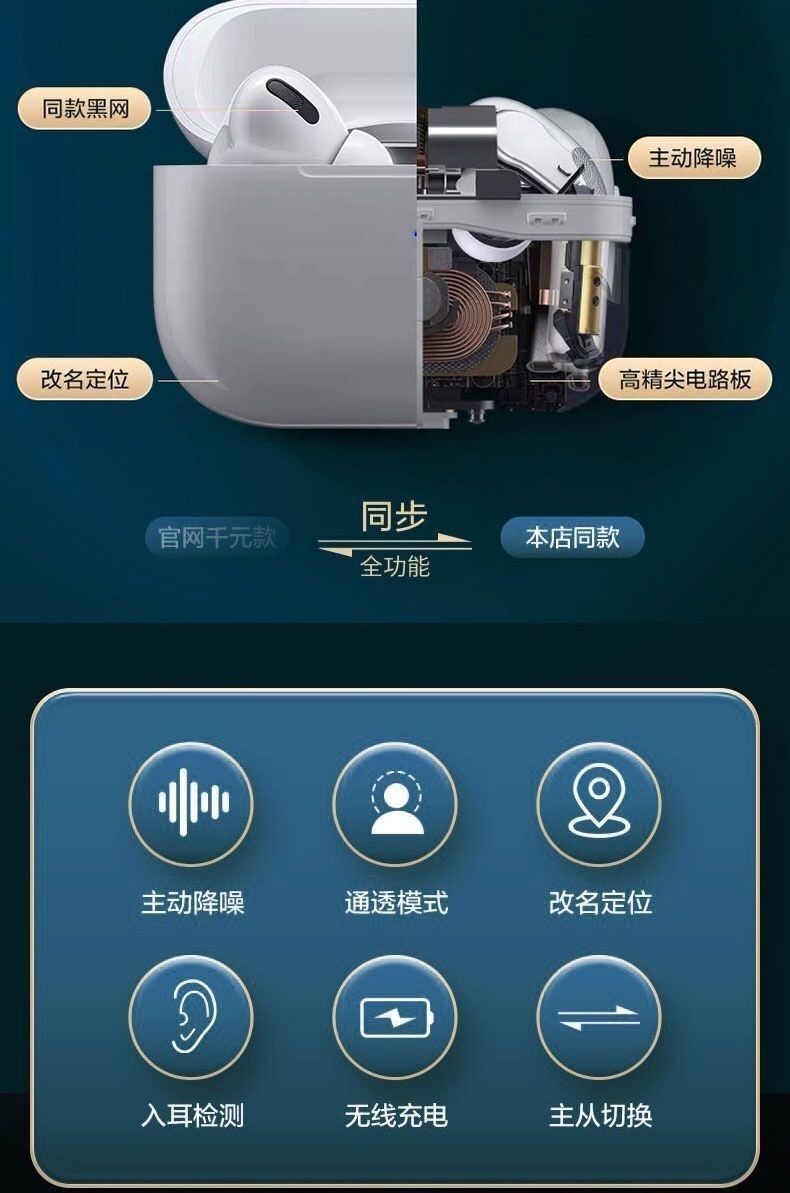 同款黑网
主动降噪
改名定位
高精尖电路板
官网千元款
同步
全功能
本店同款
主动降噪
通透模式
改名定位
入耳检测
无线充电
主从切换